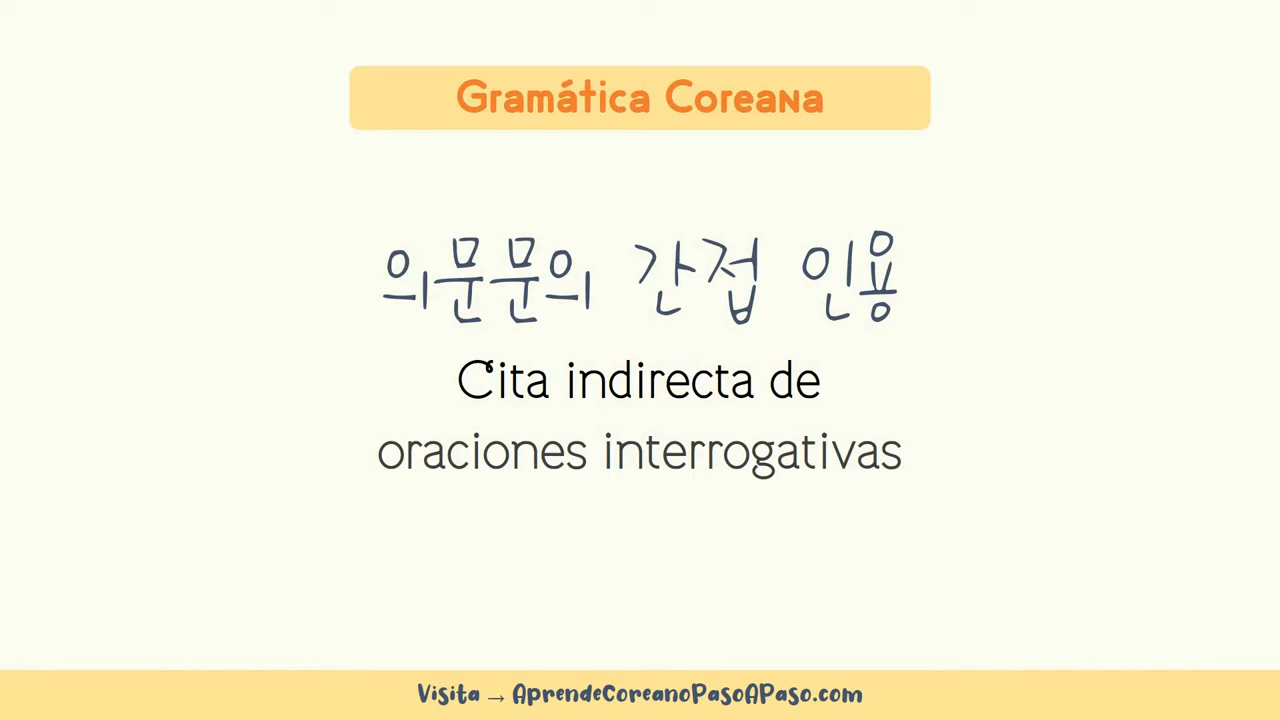 Gramática Coreana
의문문의 간접 인용
Cita indirecta de
oraciones interrogativas
Visita → AprendeCoreanoPasoAPaso.com